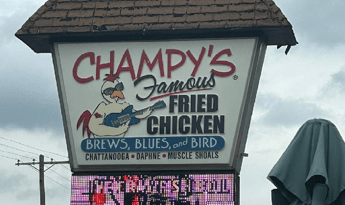 CHAMPY'S
Famous
FRIED
CHICKEN
BREWS, BLUES, and BIRD
CHATTANOOGA • DAPHNE • MUSCLE SHOALS